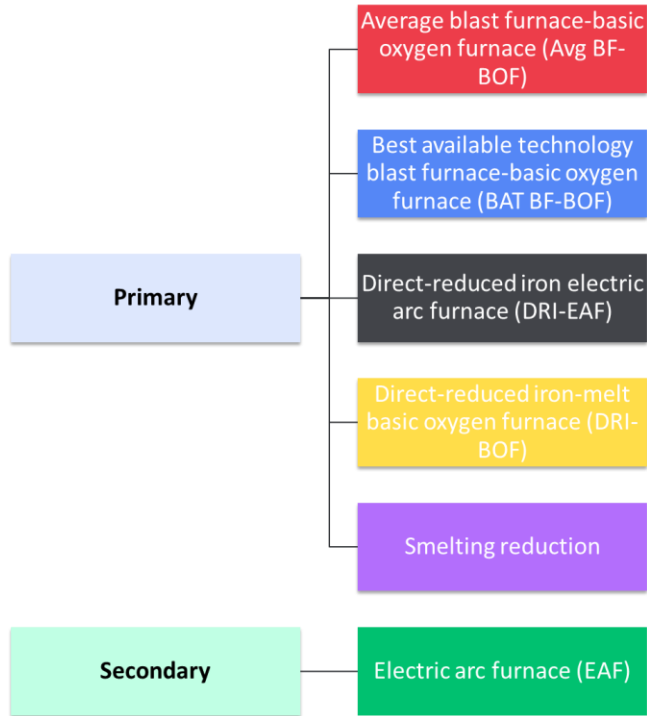 Average blast furnace-basic
oxygen furnace (Avg BF-
BOF)
Best available technology
blast furnace-basic oxygen
furnace (BAT BF-BOF)
Primary
Direct-reduced iron electric
arc furnace (DRI-EAF)
Direct-reduced iron-melt
basic oxygen furnace (DRI-
BOF)
Smelting reduction
Secondary
Electric arc furnace (EAF)